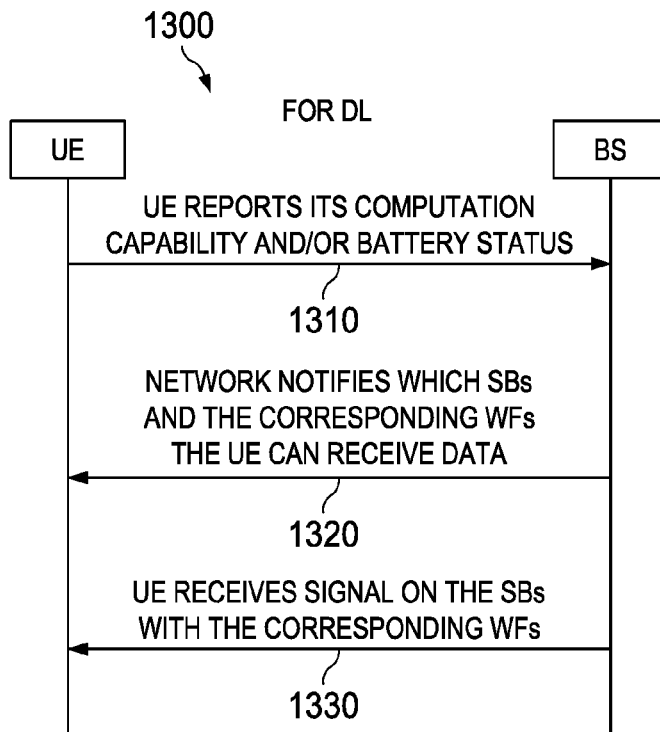 1300
FOR DL
UE
BS
UE REPORTS ITS COMPUTATION
CAPABILITY AND/OR BATTERY STATUS
1310
NETWORK NOTIFIES WHICH SBs
AND THE CORRESPONDING WFs
THE UE CAN RECEIVE DATA
1320
UE RECEIVES SIGNAL ON THE SBs
WITH THE CORRESPONDING WFs
1330